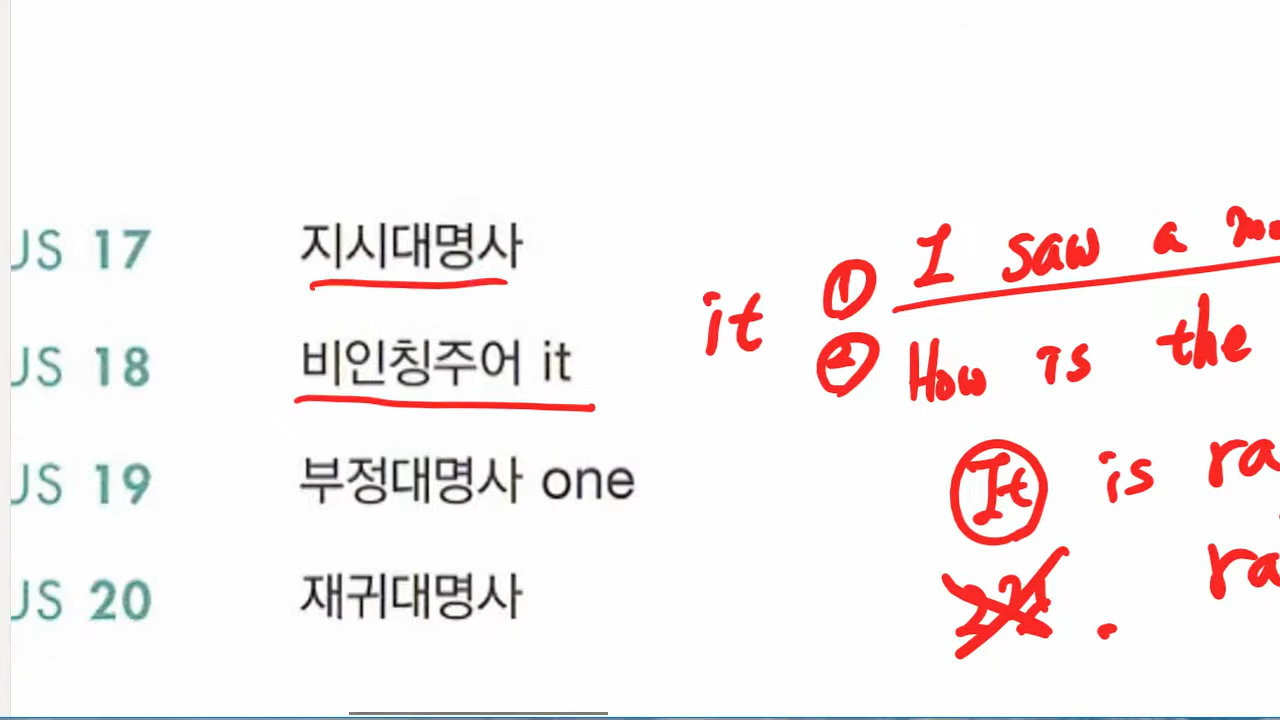 US 17 지시대명사
US 18 비인칭주어 it
US 19 부정대명사 one
US 20 재귀대명사
it ① I saw a
② How is the
It is ra
ra